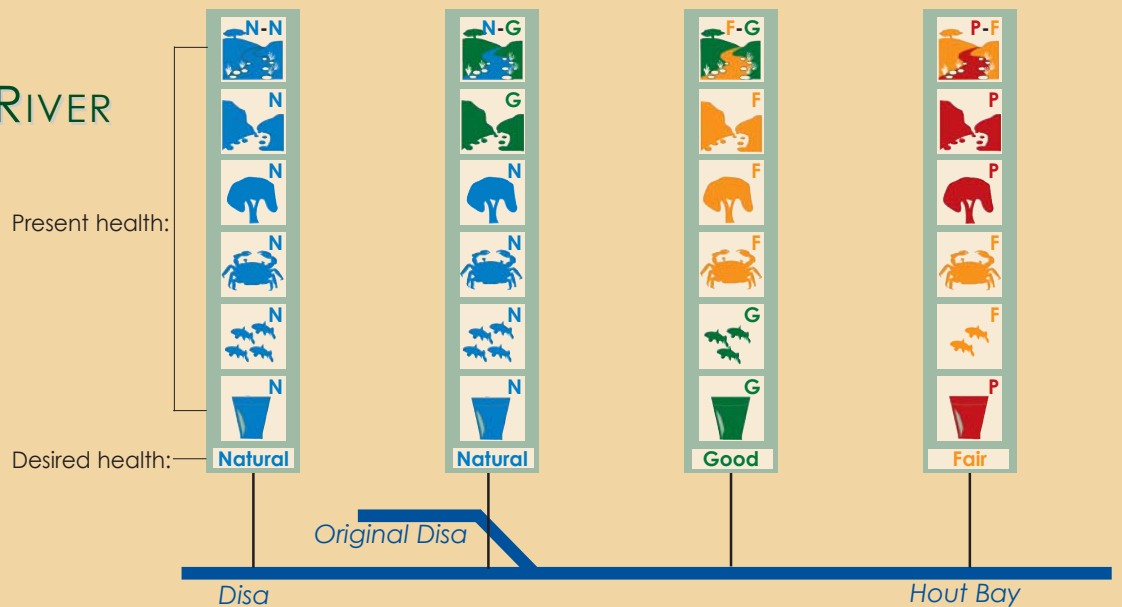 N-N N-G F-G P-F
RIVER
N G F P
N N F P
Present health:
N N F F
N N G F
N N G P
Desired health: Natural Natural Good Fair
Original Disa
Disa Hout Bay